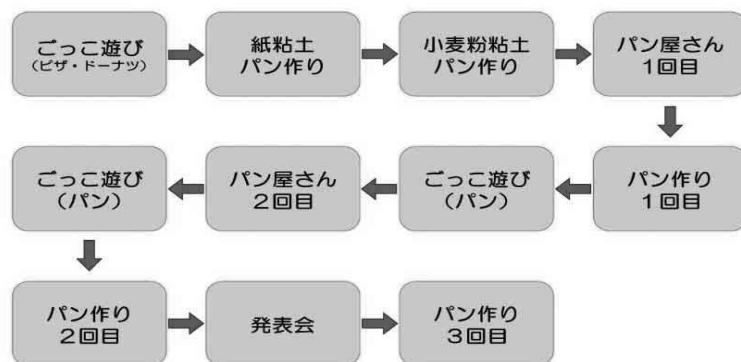 ごっこ遊び
（ピザ・ドーナツ）
紙粘土
パン作り
小麦粉粘土
パン作り
パン屋さん
1回目
パン作り
1回目
ごっこ遊び
（パン）
パン屋さん
2回目
ごっこ遊び
（パン）
パン作り
2回目
発表会
パン作り
3回目